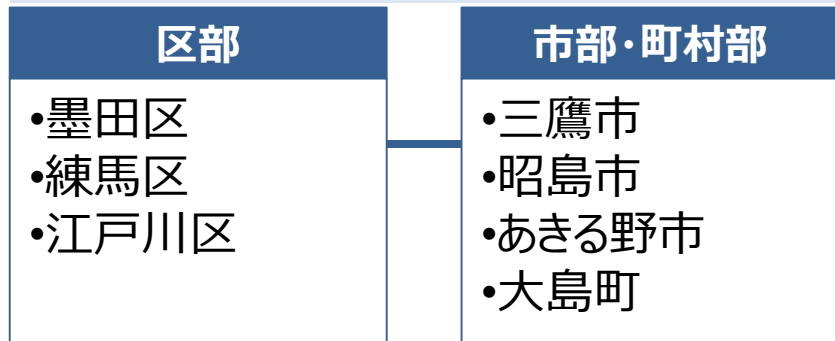 区部
•墨田区
•練馬区
•江戸川区
市部・町村部
•三鷹市
•昭島市
•あきる野市
•大島町